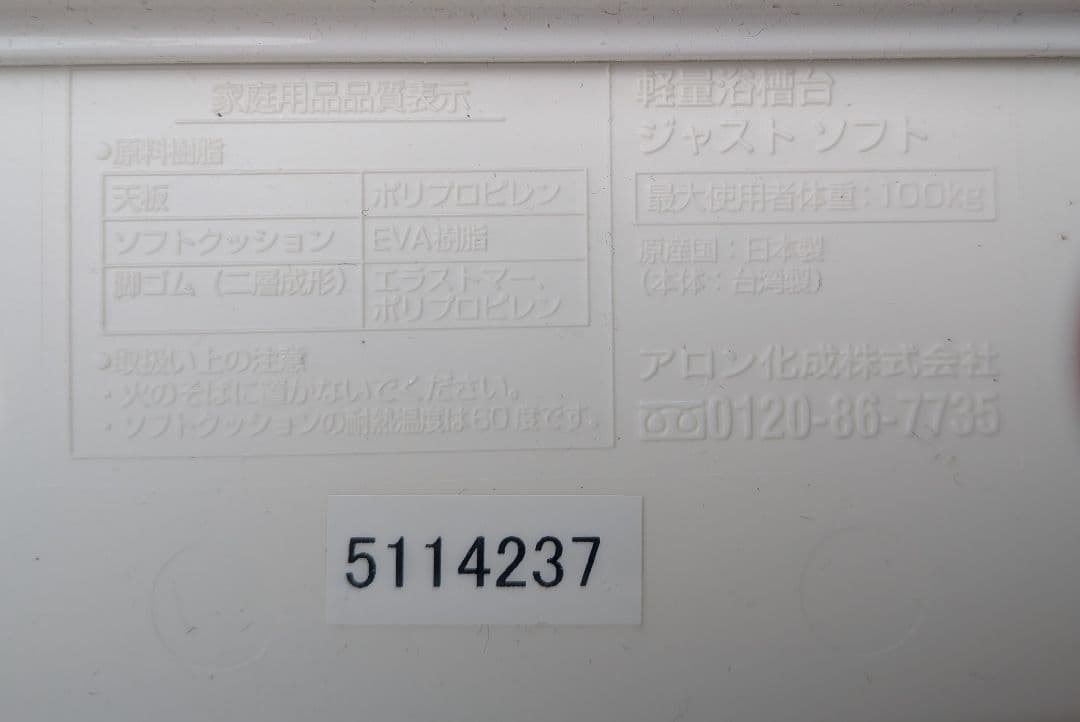 家庭用品品質表示
●原料樹脂
天板 ポリプロピレン
ソフトクッション EVA樹脂
脚ゴム（二層成形） エラストマー、
ポリプロピレン
●取扱い上の注意
・火のそばに置かないでください。
・ソフトクッションの耐熱温度は60度です。
軽量浴槽台
ジャスト ソフト
最大使用者体重：100kg
原産国：日本製
（本体：台湾製）
アロン化成株式会社
0120-86-7735
5114237